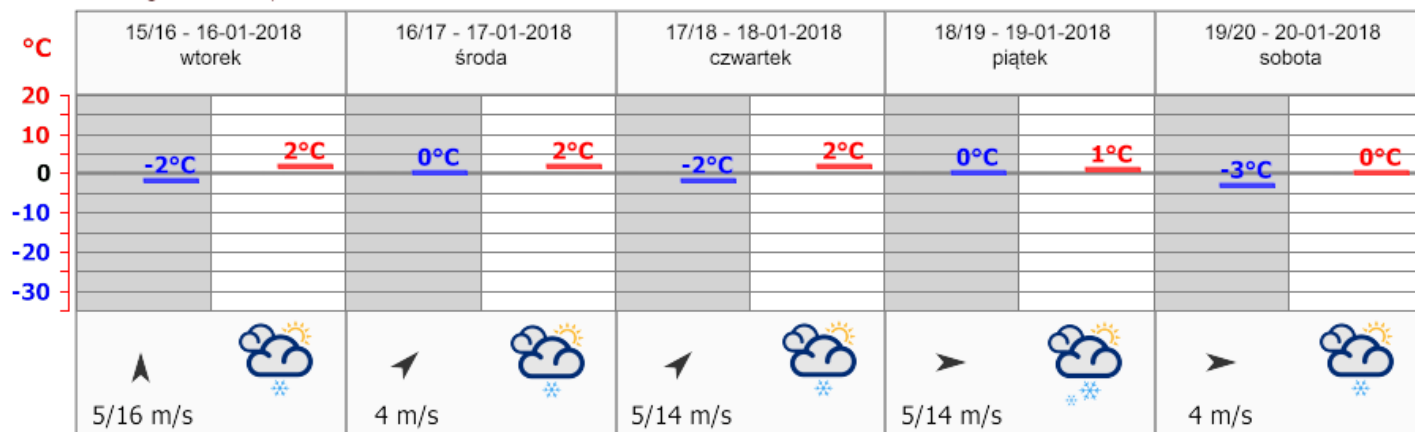 °C
15/16 - 16-01-2018
wtorek
16/17 - 17-01-2018
środa
17/18 - 18-01-2018
czwartek
18/19 - 19-01-2018
piątek
19/20 - 20-01-2018
sobota
20
10
0
-10
-20
-30
-2°C 2°C 0°C 2°C -2°C 2°C 0°C 1°C -3°C 0°C
5/16 m/s 4 m/s 5/14 m/s 5/14 m/s 4 m/s